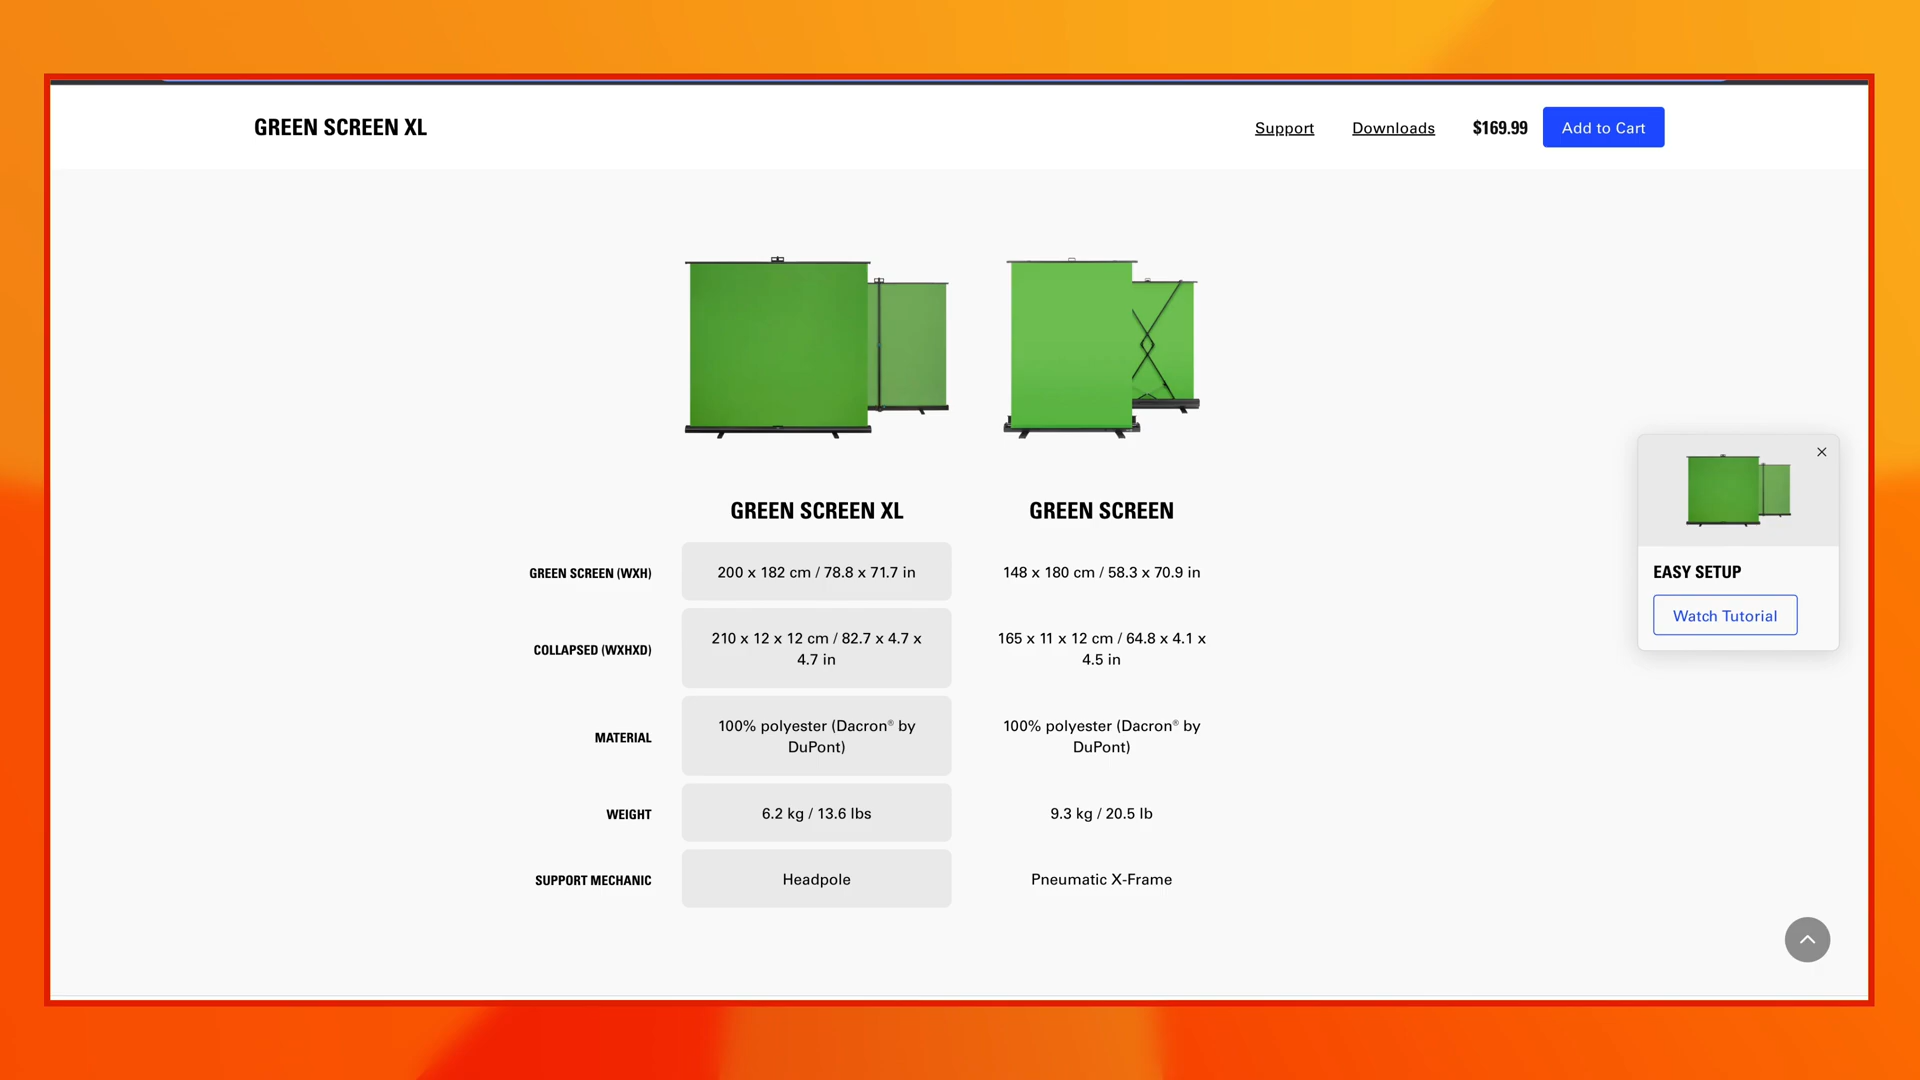 GREEN SCREEN XL
Support
Downloads
$169.99
Add to Cart
GREEN SCREEN XL
GREEN SCREEN
GREEN SCREEN (WXH)
200 x 182 cm / 78.8 x 71.7 in
148 x 180 cm / 58.3 x 70.9 in
COLLAPSED (WXHXD)
210 x 12 x 12 cm / 82.7 x 4.7 x
4.7 in
165 x 11 x 12 cm / 64.8 x 4.1 x
4.5 in
MATERIAL
100% polyester (Dacron® by
DuPont)
100% polyester (Dacron® by
DuPont)
WEIGHT
6.2 kg / 13.6 lbs
9.3 kg / 20.5 lb
SUPPORT MECHANIC
Headpole
Pneumatic X-Frame
EASY SETUP
Watch Tutorial